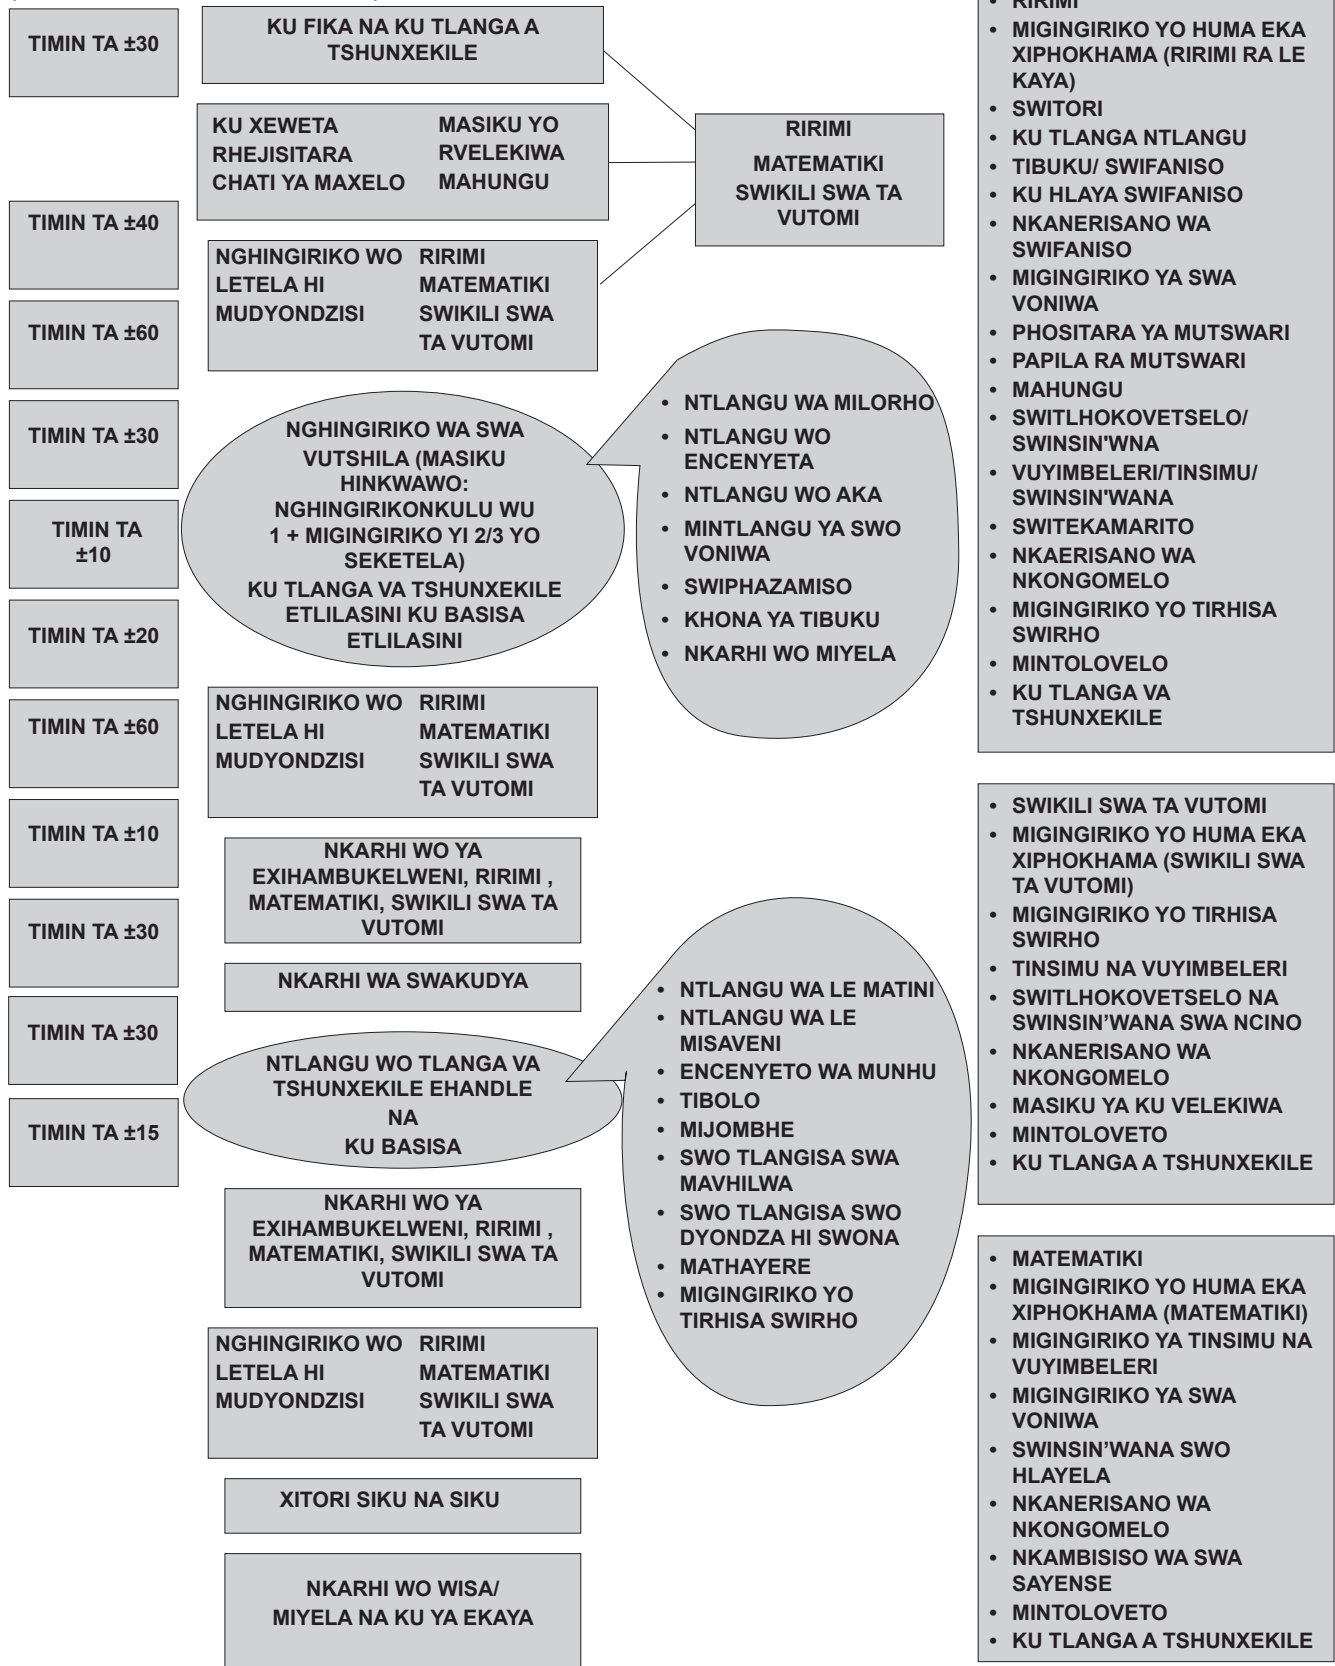 TIMIN TA ±30
TIMIN TA ±40
TIMIN TA ±60
TIMIN TA ±30
TIMIN TA
±10
TIMIN TA ±20
TIMIN TA ±60
TIMIN TA ±10
TIMIN TA ±30
TIMIN TA ±30
TIMIN TA ±15
KU FIKA NA KU TLANGA A
TSHUNXEKILE
KU XEWETA
RHEJISITARA
CHATI YA MAXELO
MASIKU YO
RVELEKIWA
MAHUNGU
NGHINGIRIKO WO
LETELA HI
MUDYONDZISI
RIRIMI
MATEMATIKI
SWIKILI SWA
TA VUTOMI
NGHINGIRIKO WA SWA
VUTSHILA (MASIKU
HINKWAWO:
NGHINGIRIKONKULU WU
1 + MIGINGIRIKO YI 2/3 YO
SEKETELA)
KU TLANGA VA TSHUNXEKILE
ETLILASINI KU BASISA
ETLILASINI
NGHINGIRIKO WO
LETELA HI
MUDYONDZISI
RIRIMI
MATEMATIKI
SWIKILI SWA
TA VUTOMI
NKARHI WO YA
EXIHAMBUKELWENI, RIRIMI ,
MATEMATIKI, SWIKILI SWA TA
VUTOMI
NKARHI WA SWAKUDYA
NTLANGU WO TLANGA VA
TSHUNXEKILE EHANDLE
NA
KU BASISA
NKARHI WO YA
EXIHAMBUKELWENI, RIRIMI ,
MATEMATIKI, SWIKILI SWA TA
VUTOMI
NGHINGIRIKO WO
LETELA HI
MUDYONDZISI
RIRIMI
MATEMATIKI
SWIKILI SWA
TA VUTOMI
XITORI SIKU NA SIKU
NKARHI WO WISA/
MIYELA NA KU YA EKAYA
RIRIMI
MATEMATIKI
SWIKILI SWA TA
VUTOMI
• NTLANGU WA MILORHO
• NTLANGU WO
ENCENYETA
• NTLANGU WO AKA
• MINTLANGU YA SWO
VONIWA
• SWIPHAZAMISO
• KHONA YA TIBUKU
• NKARHI WO MIYELA
• NTLANGU WA LE MATINI
• NTLANGU WA LE
MISAVENI
• ENCENYETO WA MUNHU
• TIBOLO
• MIJOMBHE
• SWO TLANGISA SWA
MAVHILWA
• SWO TLANGISA SWO
DYONDZA HI SWONA
• MATHAYERE
• MIGINGIRIKO YO
TIRHISA SWIRHO
• RIRIMI
• MIGINGIRIKO YO HUMA EKA
XIPHOKHAMA (RIRIMI RA LE
KAYA)
• SWITORI
• KU TLANGA NTLANGU
• TIBUKU/ SWIFANISO
• KU HLAYA SWIFANISO
• NKANERISANO WA
SWIFANISO
• MIGINGIRIKO YA SWA
VONIWA
• PHOSITARA YA MUTSWARI
• PAPILA RA MUTSWARI
• MAHUNGU
• SWITLHOKOVETSELO/
SWINSIN'WNA
• VUYIMBELERI/TINSIMU/
SWINSIN'WANA
• SWITEKAMARITO
• NKAERISANO WA
NKONGOMELO
• MIGINGIRIKO YO TIRHISA
SWIRHO
• MINTOLOVELO
• KU TLANGA VA
TSHUNXEKILE
• SWIKILI SWA TA VUTOMI
• MIGINGIRIKO YO HUMA EKA
XIPHOKHAMA (SWIKILI SWA
TA VUTOMI)
• MIGINGIRIKO YO TIRHISA
SWIRHO
• TINSIMU NA VUYIMBELERI
• SWITLHOKOVETSELO NA
SWINSIN’WANA SWA NCINO
• NKANERISANO WA
NKONGOMELO
• MASIKU YA KU VELEKIWA
• MINTOLOVETO
• KU TLANGA A TSHUNXEKILE
• MATEMATIKI
• MIGINGIRIKO YO HUMA EKA
XIPHOKHAMA (MATEMATIKI)
• MIGINGIRIKO YA TINSIMU NA
VUYIMBELERI
• MIGINGIRIKO YA SWA
VONIWA
• SWINSIN’WANA SWO
HLAYELA
• NKANERISANO WA
NKONGOMELO
• NKAMBISISO WA SWA
SAYENSE
• MINTOLOVETO
• KU TLANGA A TSHUNXEKILE